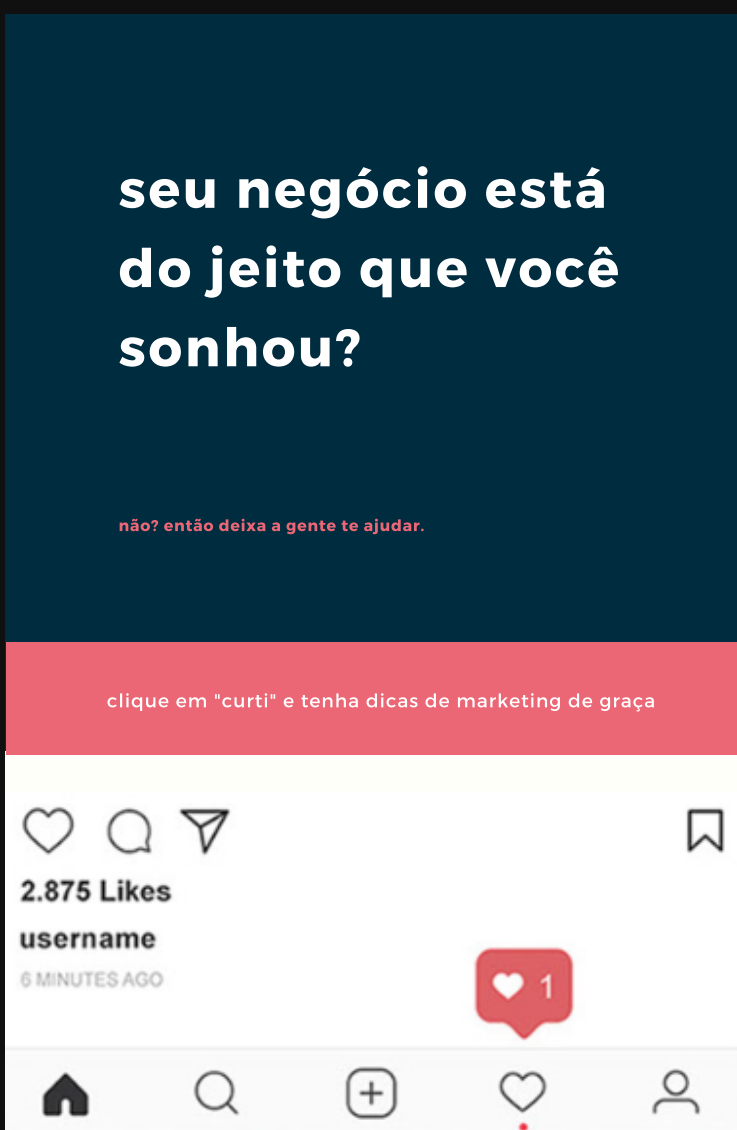 seu negócio está
do jeito que você
sonhou?
não? então deixa a gente te ajudar.
clique em "curti" e tenha dicas de marketing de graça
2.875 Likes
username
6 MINUTES AGO
1